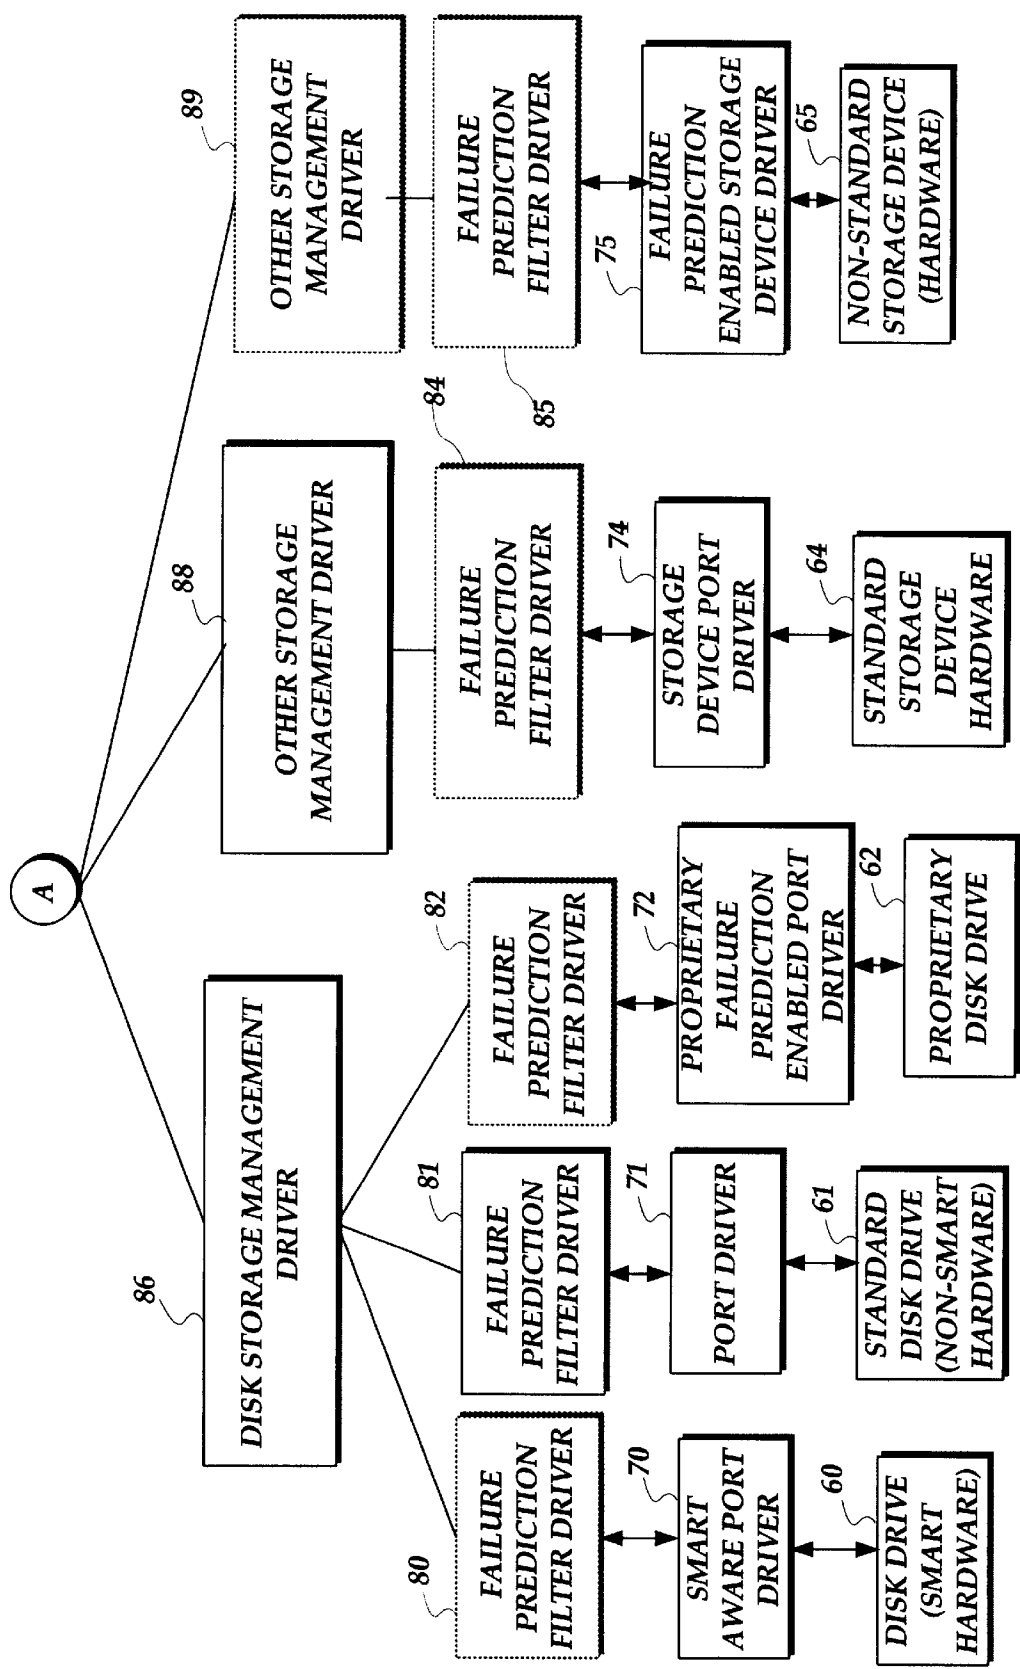 A
86
DISK STORAGE MANAGEMENT
DRIVER
88
OTHER STORAGE
MANAGEMENT DRIVER
89
OTHER STORAGE
MANAGEMENT
DRIVER
80
FAILURE
PREDICTION
FILTER DRIVER
81
FAILURE
PREDICTION
FILTER DRIVER
82
FAILURE
PREDICTION
FILTER DRIVER
84
FAILURE
PREDICTION
FILTER DRIVER
85
FAILURE
PREDICTION
FILTER DRIVER
70
SMART
AWARE PORT
DRIVER
71
PORT DRIVER
72
PROPRIETARY
FAILURE
PREDICTION
ENABLED PORT
DRIVER
74
STORAGE
DEVICE PORT
DRIVER
75
FAILURE
PREDICTION
ENABLED STORAGE
DEVICE DRIVER
60
DISK DRIVE
(SMART
HARDWARE)
61
STANDARD
DISK DRIVE
(NON-SMART
HARDWARE)
62
PROPRIETARY
DISK DRIVE
64
STANDARD
STORAGE
DEVICE
HARDWARE
65
NON-STANDARD
STORAGE DEVICE
(HARDWARE)